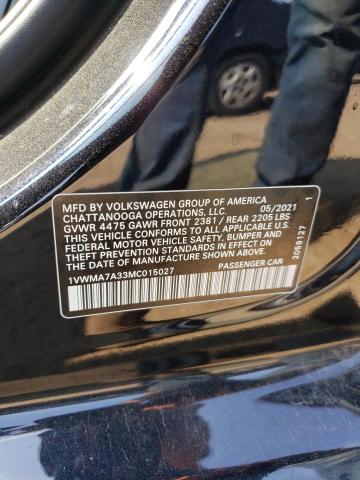 MFD BY VOLKSWAGEN GROUP OF AMERICA
CHATTANOOGA OPERATIONS, LLC. 05/2021 1
GVWR 4475 GAWR FRONT 2381 / REAR 2205 LBS
THIS VEHICLE CONFORMS TO ALL APPLICABLE U.S.
FEDERAL MOTOR VEHICLE SAFETY, BUMPER, AND
THEFT PREVENTION STANDARDS IN EFFECT ON
THE DATE OF MANUFACTURE SHOWN ABOVE.
1VWMA7A33MC015027 PASSENGER CAR
2059127